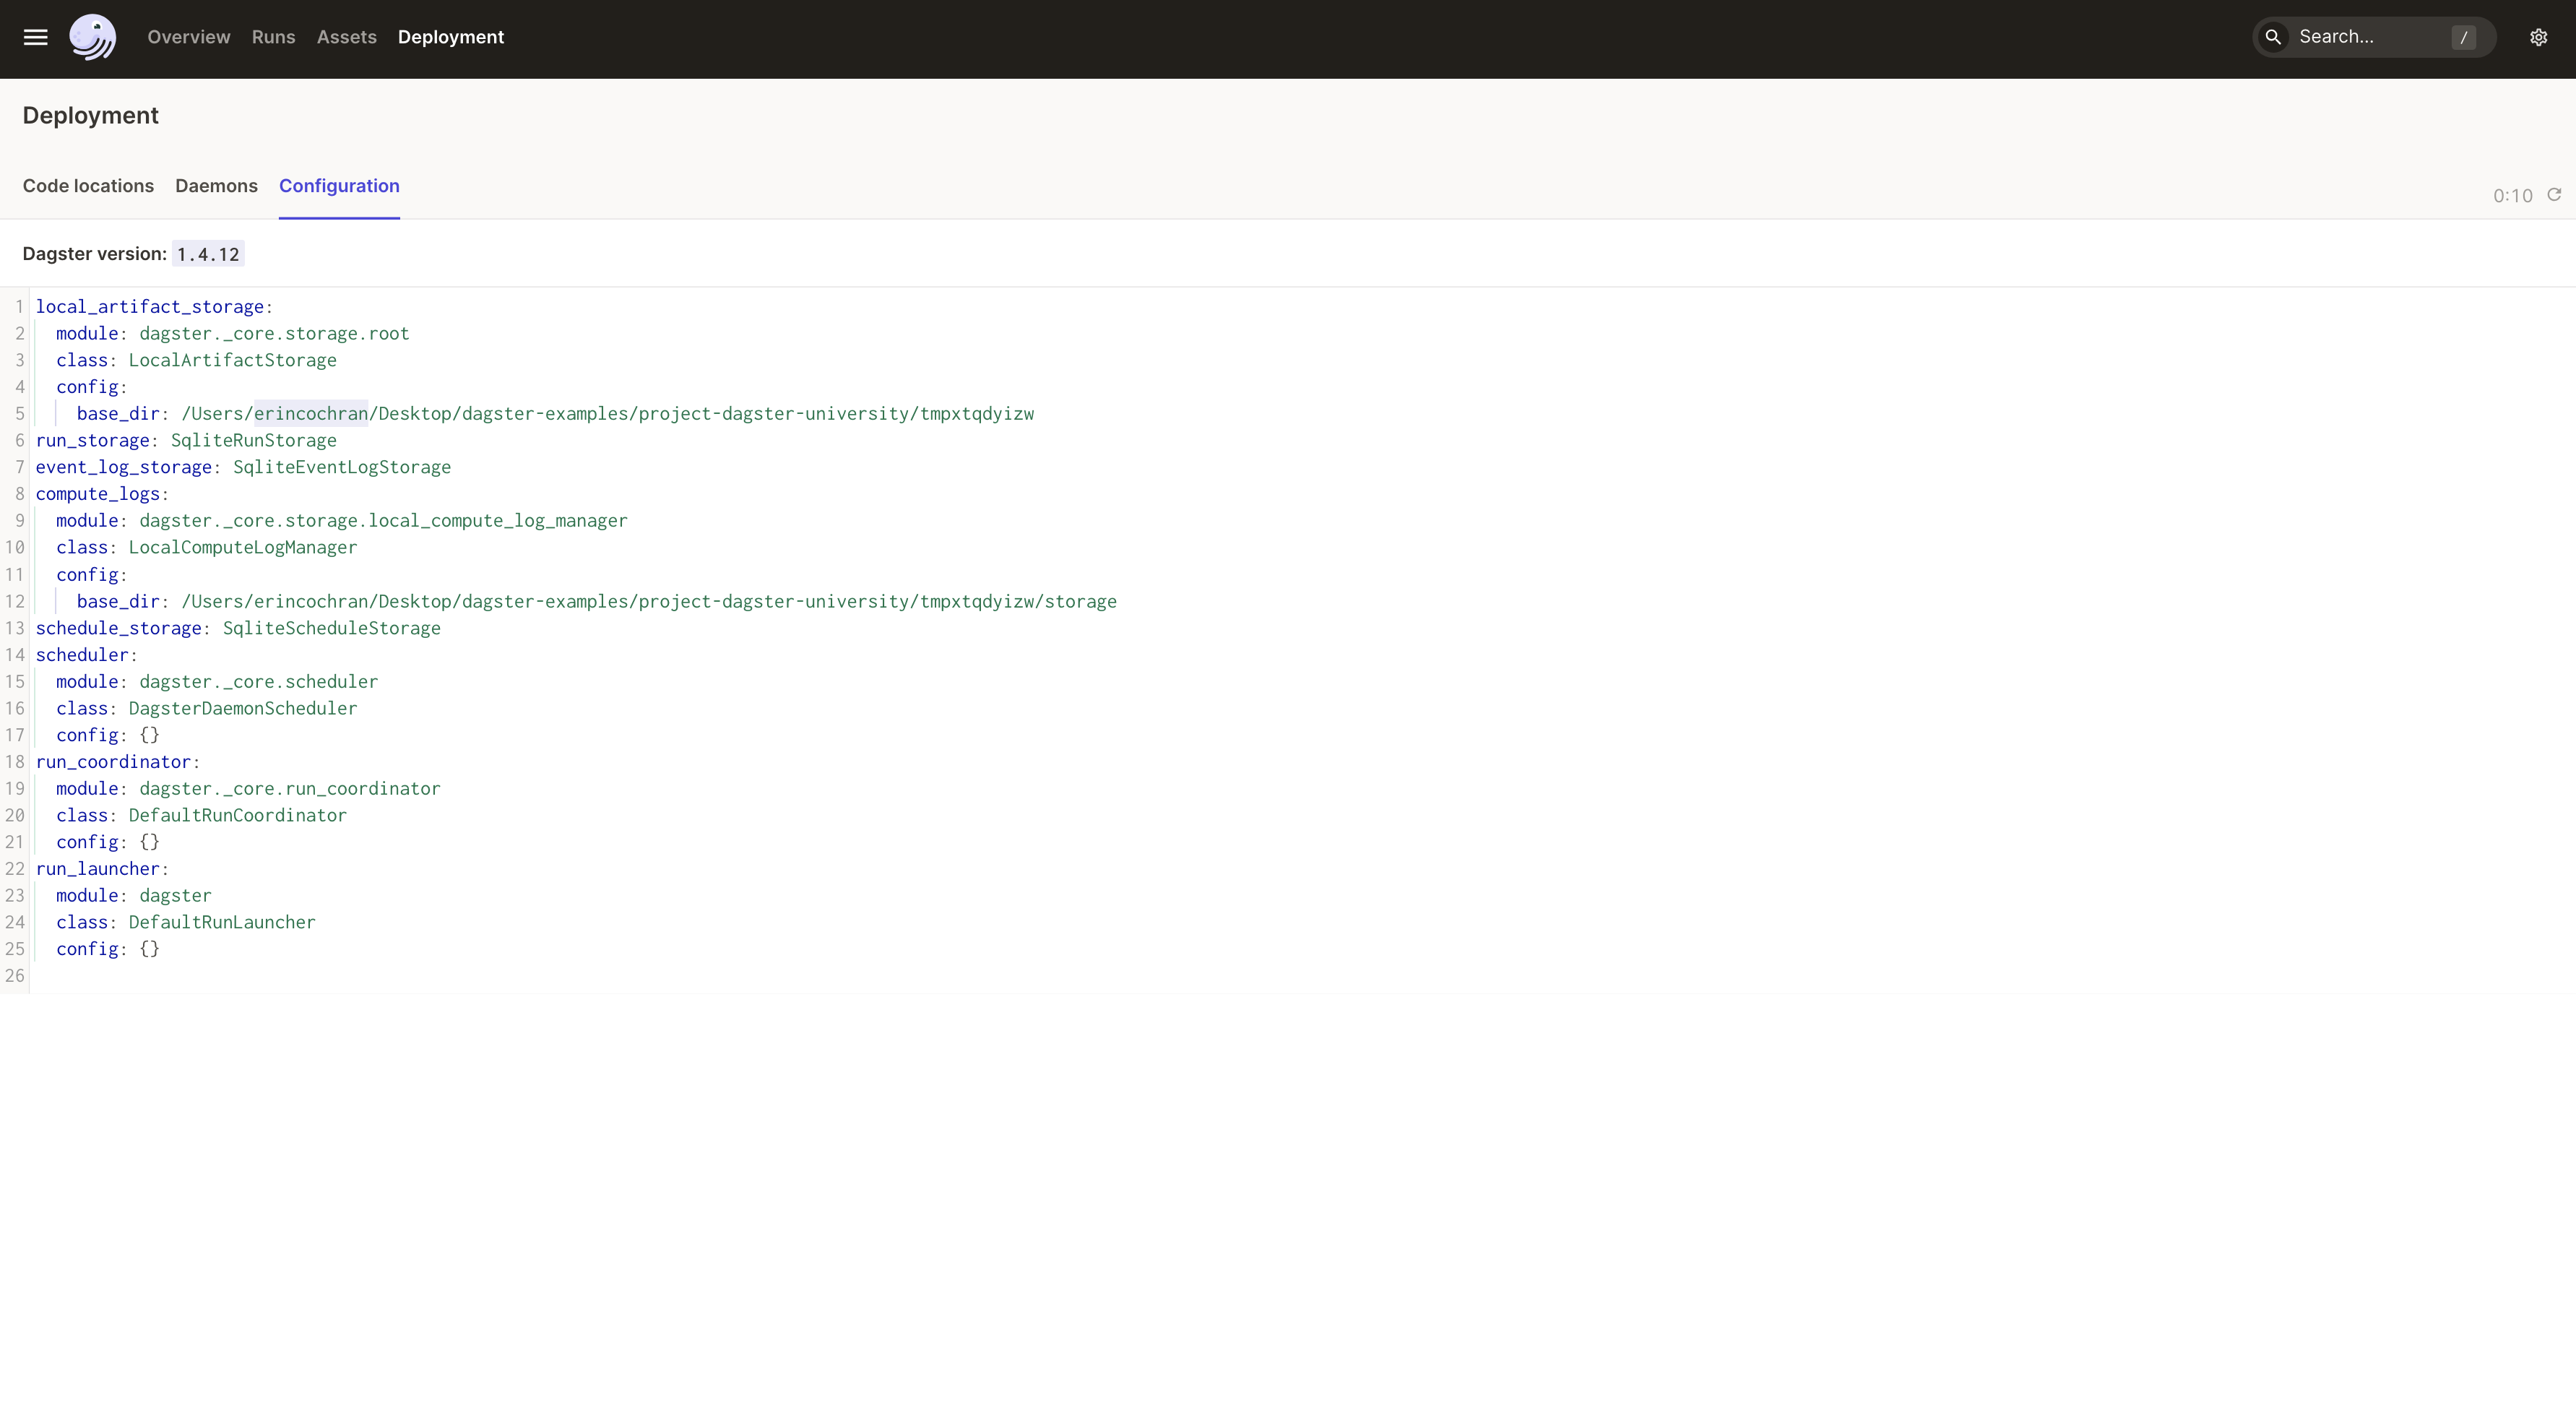 Overview Runs Assets Deployment Search... /
Deployment
Code locations Daemons Configuration 0:10
Dagster version: 1.4.12
1 local_artifact_storage:
2   module: dagster._core.storage.root
3   class: LocalArtifactStorage
4   config:
5     base_dir: /Users/erincochran/Desktop/dagster-examples/project-dagster-university/tmpxtqdyizw
6 run_storage: SqliteRunStorage
7 event_log_storage: SqliteEventLogStorage
8 compute_logs:
9   module: dagster._core.storage.local_compute_log_manager
10   class: LocalComputeLogManager
11   config:
12     base_dir: /Users/erincochran/Desktop/dagster-examples/project-dagster-university/tmpxtqdyizw/storage
13 schedule_storage: SqliteScheduleStorage
14 scheduler:
15   module: dagster._core.scheduler
16   class: DagsterDaemonScheduler
17   config: {}
18 run_coordinator:
19   module: dagster._core.run_coordinator
20   class: DefaultRunCoordinator
21   config: {}
22 run_launcher:
23   module: dagster
24   class: DefaultRunLauncher
25   config: {}
26